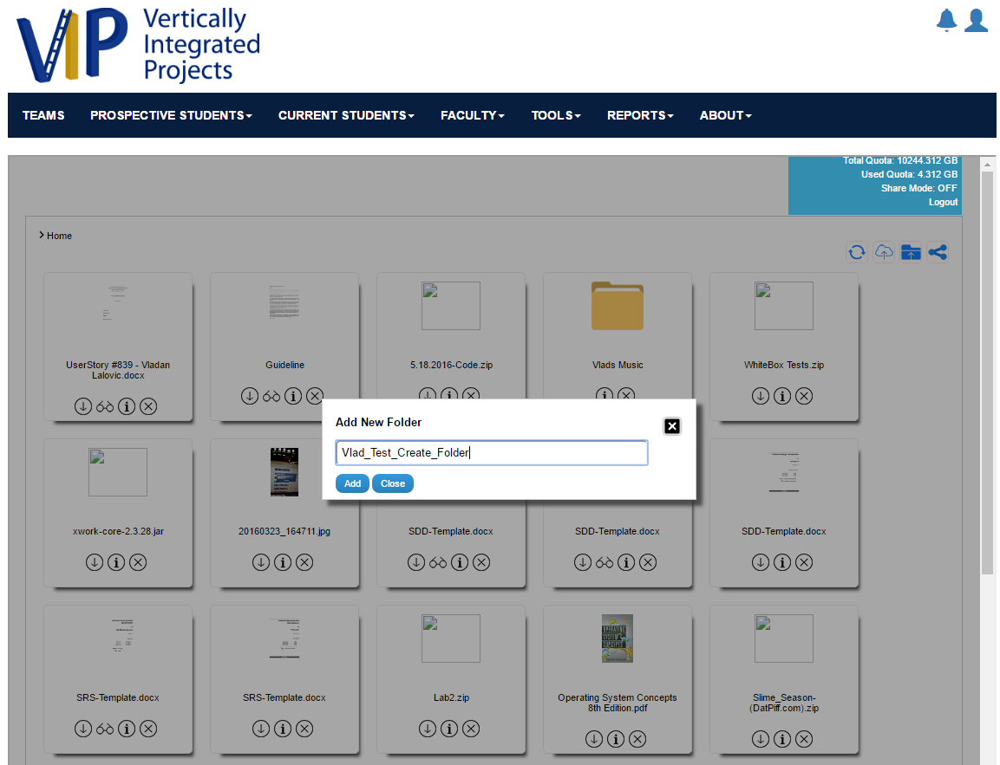 VIP
Vertically
Integrated
Projects
TEAMS PROSPECTIVE STUDENTS CURRENT STUDENTS FACULTY TOOLS REPORTS ABOUT
Total Quota: 10244.312 GB
Used Quota: 4.312 GB
Share Mode: OFF
Logout
Home
UserStory #839 - Vladan
Lalovic.docx
Guideline
5.18.2016-Code.zip
Vlads Music
WhiteBox Tests.zip
Add New Folder
Vlad_Test_Create_Folder
Add Close
xwork-core-2.3.28.jar
20160323_164711.jpg
SDD-Template.docx
SDD-Template.docx
SDD-Template.docx
SRS-Template.docx
SRS-Template.docx
Lab2.zip
OPERATING
SYSTEM
CONCEPTS
Operating System Concepts
8th Edition.pdf
Slime_Season-
(DatPiff.com).zip